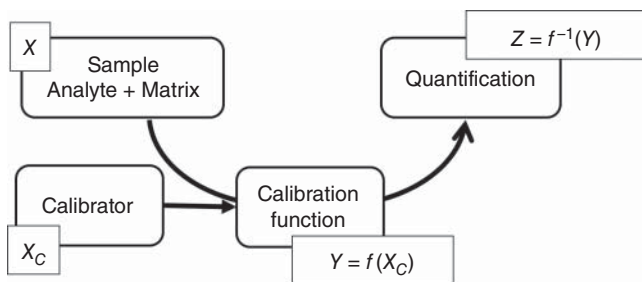 X
Sample
Analyte + Matrix
Z = f⁻¹(Y)
Quantification
Calibrator
X_C
Calibration
function
Y = f(X_C)